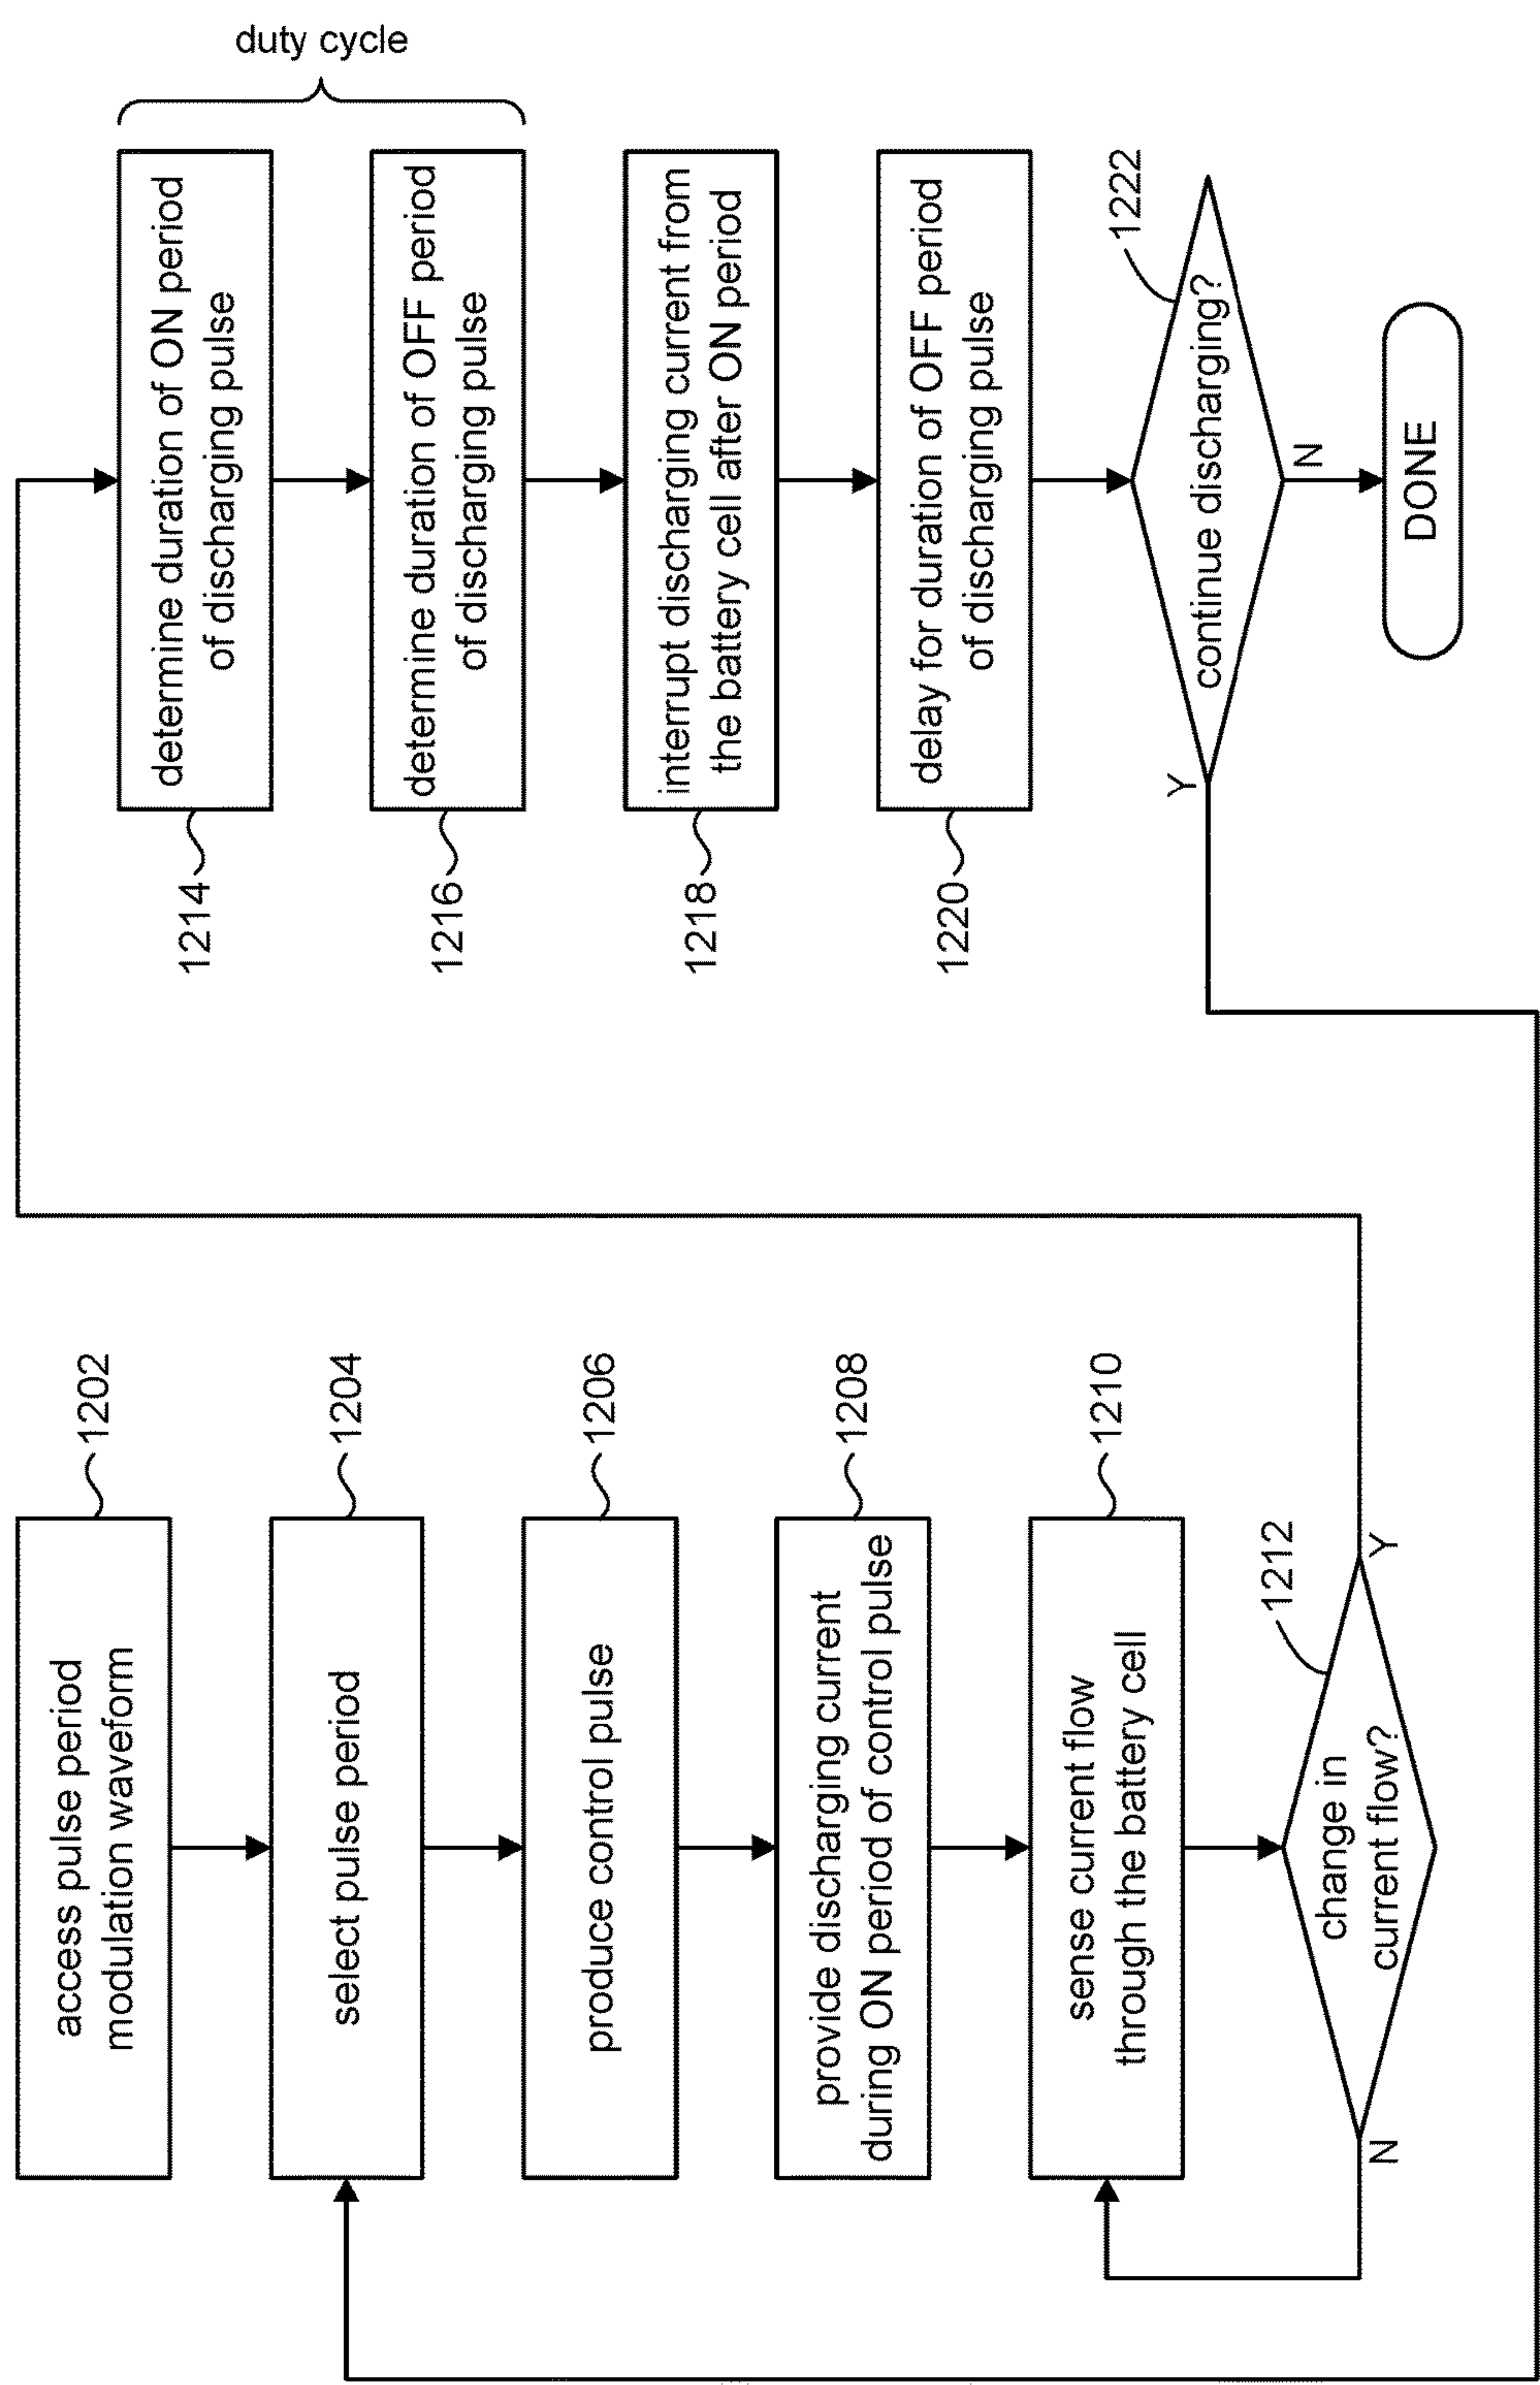 access pulse period
modulation waveform
1202
select pulse period
1204
produce control pulse
1206
provide discharging current
during ON period of control pulse
1208
sense current flow
through the battery cell
1210
change in
current flow?
1212
N
Y
duty cycle
determine duration of ON period
of discharging pulse
1214
determine duration of OFF period
of discharging pulse
1216
interrupt discharging current from
the battery cell after ON period
1218
delay for duration of OFF period
of discharging pulse
1220
continue discharging?
1222
Y
N
DONE